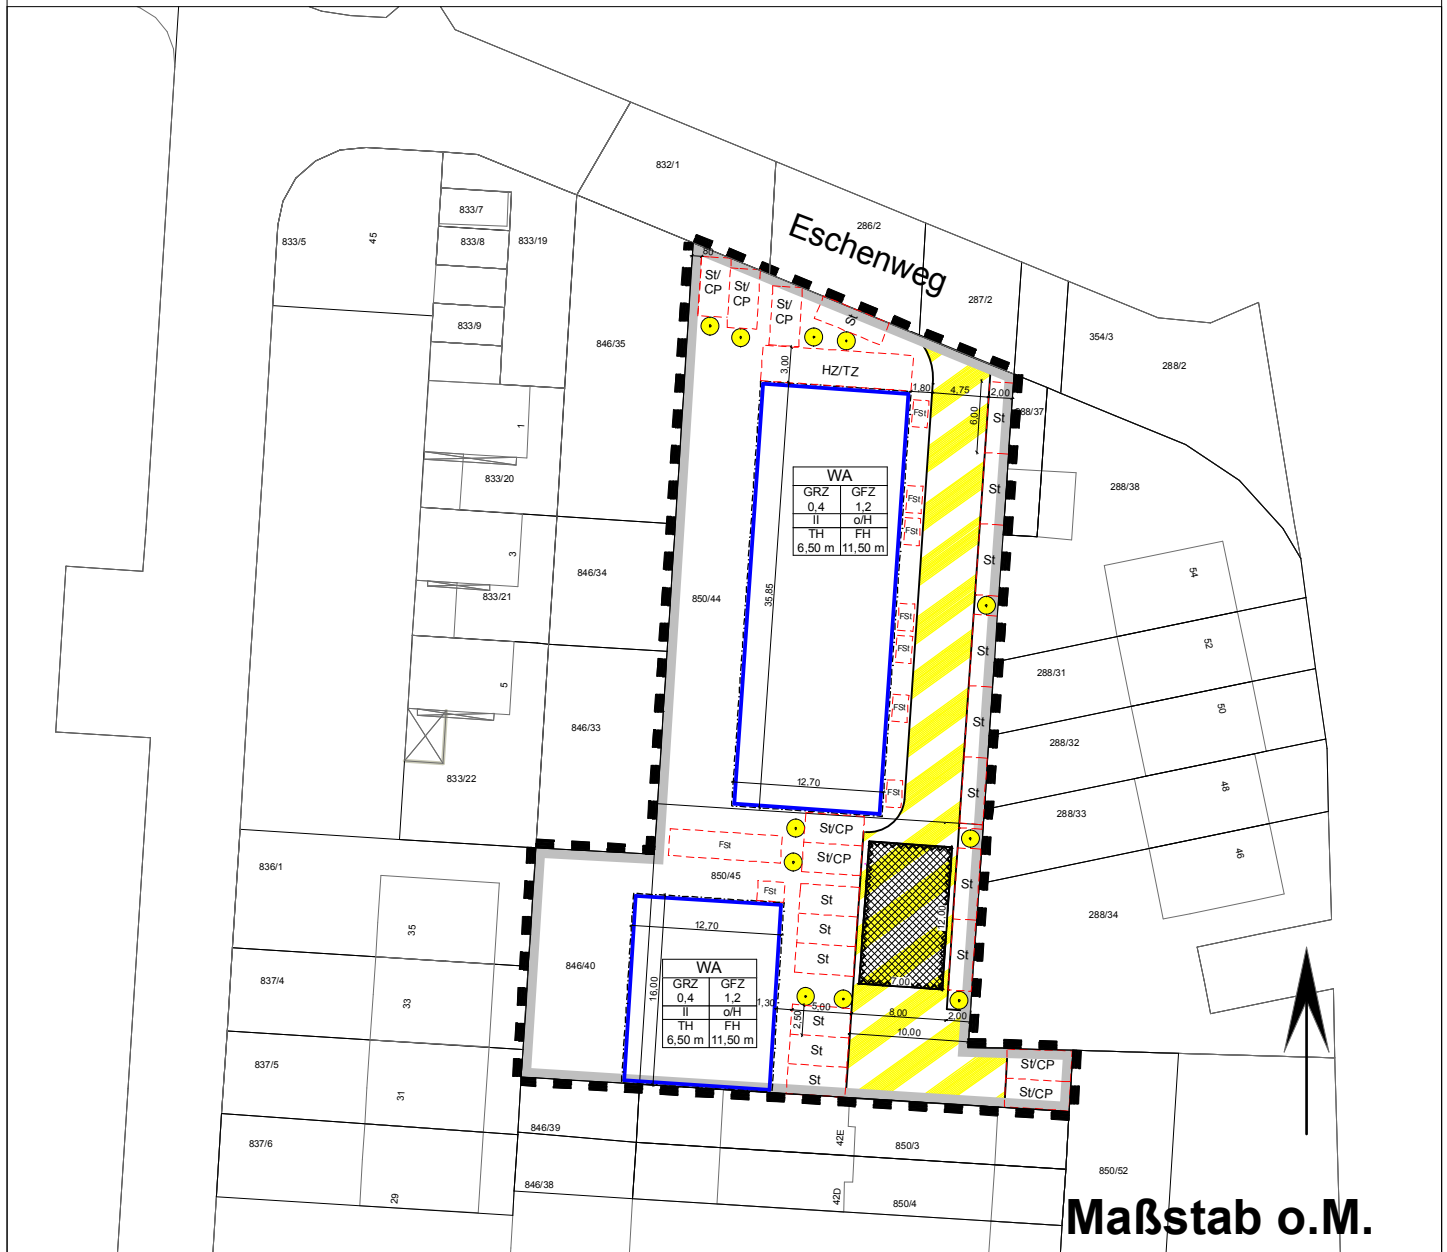 832/1
286/2
Eschenweg
833/7
833/5
45
833/8
833/19
80
St/
CP
St/
CP
St/
CP
St
287/2
833/9
846/35
354/3
288/2
3,00
HZ/TZ
1,80
4,75
2,00
6,00
288/37
FSt
St
1
WA
GRZ
GFZ
0,4
1,2
II
o/H
TH
FH
6,50 m
11,50 m
833/20
FSt
St
288/38
FSt
3
846/34
St
54
833/21
850/44
35,85
FSt
FSt
St
52
288/31
5
FSt
St
50
846/33
288/32
833/22
12,70
FSt
St
48
288/33
St/CP
FSt
St/CP
46
836/1
850/45
FSt
St
St
288/34
12,70
12,00
35
St
846/40
St
St
WA
GRZ
GFZ
0,4
1,2
II
o/H
TH
FH
6,50 m
11,50 m
16,00
837/4
7,00
33
1,30
5,00
2,50
St
8,00
2,00
10,00
837/5
St
St/CP
31
St
St/CP
846/39
42E
850/3
837/6
850/52
846/38
29
42D
850/4
Maßstab o.M.